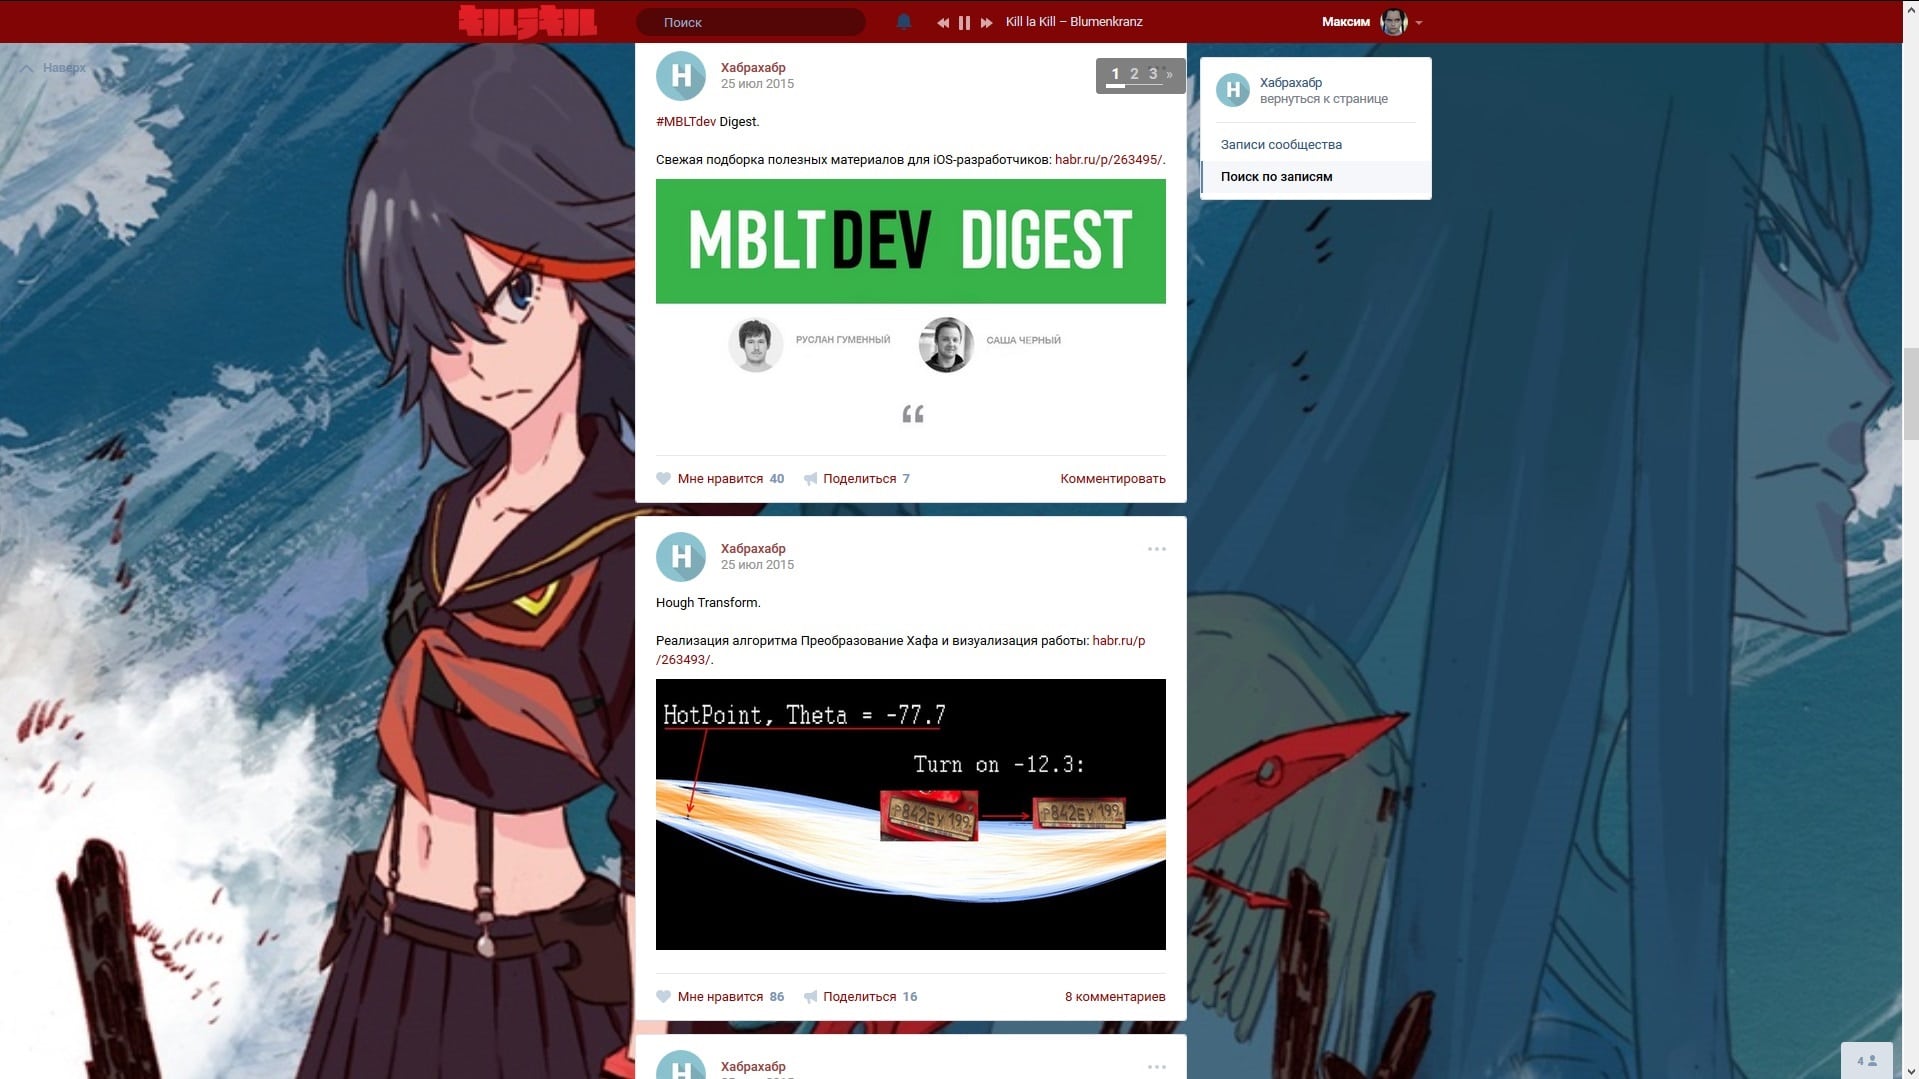 キルラキル
Поиск
Kill la Kill – Blumenkranz
Максим
Наверх
Хабрахабр
25 июл 2015
1 2 3 »
#MBLTdev Digest.
Свежая подборка полезных материалов для iOS-разработчиков: habr.ru/p/263495/.
MBLTDEV DIGEST
РУСЛАН ГУМЕННЫЙ
САША ЧЕРНЫЙ
“
Мне нравится 40
Поделиться 7
Комментировать
Хабрахабр
25 июл 2015
Hough Transform.
Реализация алгоритма Преобразование Хафа и визуализация работы: habr.ru/p
/263493/.
HotPoint, Theta = -77.7
Turn on -12.3:
Р842ЕУ 199
Р842ЕУ 199
Мне нравится 86
Поделиться 16
8 комментариев
Хабрахабр
Хабрахабр
вернуться к странице
Записи сообщества
Поиск по записям
4